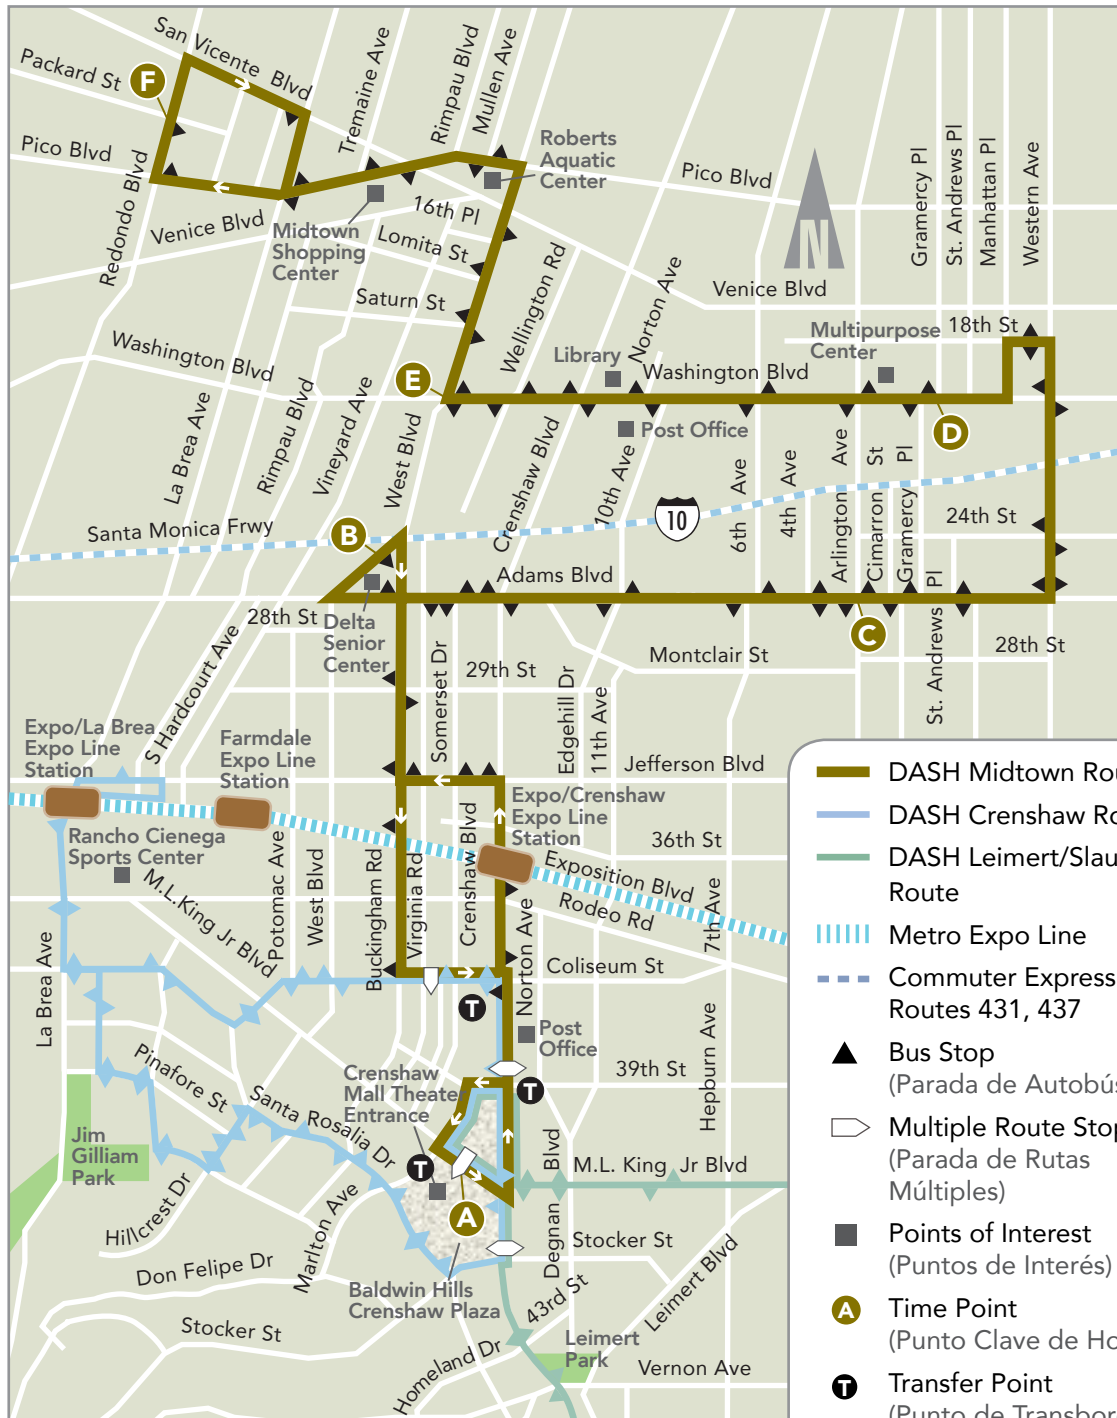 San Vicente Blvd
Packard St
F
Pico Blvd
Redondo Blvd
Venice Blvd
Tremaine Ave
Rimpau Blvd
Mullen Ave
Roberts
Aquatic
Center
Midtown
Shopping
Center
16th Pl
Lomita St
Saturn St
Pico Blvd
N
Gramercy Pl
St. Andrews Pl
Manhattan Pl
Western Ave
Venice Blvd
18th St
Multipurpose
Center
Wellington Rd
Norton Ave
Library
Washington Blvd
Washington Blvd
E
D
Post Office
La Brea Ave
Rimpau Blvd
Vineyard Ave
West Blvd
Crenshaw Blvd
10th Ave
6th Ave
4th Ave
Arlington Ave
Cimarron St
Gramercy Pl
10
24th St
Santa Monica Frwy
B
Adams Blvd
28th St
Delta
Senior
Center
C
St. Andrews Pl
28th St
Montclair St
29th St
Somerset Dr
Edgehill Dr
11th Ave
S Hardcourt Ave
Expo/La Brea
Expo Line
Station
Farmdale
Expo Line
Station
Jefferson Blvd
Expo/Crenshaw
Expo Line
Station
36th St
Exposition Blvd
Rodeo Rd
7th Ave
Rancho Cienega
Sports Center
M.L.King Jr Blvd
Potomac Ave
West Blvd
Buckingham Rd
Virginia Rd
Crenshaw Blvd
Norton Ave
Coliseum St
La Brea Ave
T
Post
Office
Hepburn Ave
39th St
T
Crenshaw
Mall Theater
Entrance
Pinafore St
Santa Rosalia Dr
Jim
Gilliam
Park
T
A
M.L. King Jr Blvd
Degnan Blvd
Hillcrest Dr
Marlton Ave
Don Felipe Dr
Stocker St
Baldwin Hills
Crenshaw Plaza
43rd St
Leimert Blvd
Stocker St
Homeland Dr
Leimert
Park
Vernon Ave
DASH Midtown Rou
DASH Crenshaw Ro
DASH Leimert/Slau
Route
Metro Expo Line
Commuter Express
Routes 431, 437
Bus Stop
(Parada de Autobús
Multiple Route Stop
(Parada de Rutas
Múltiples)
Points of Interest
(Puntos de Interés)
A
Time Point
(Punto Clave de Ho
T
Transfer Point
(Punto de Transbor